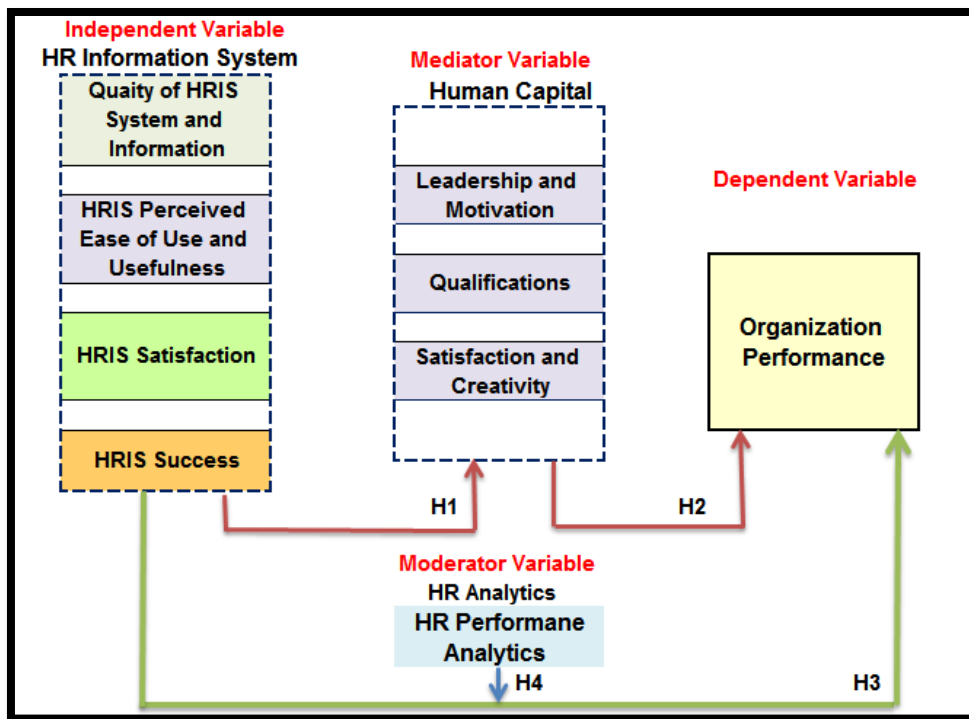 Independent Variable
HR Information System
Quaity of HRIS
System and
Information
HRIS Perceived
Ease of Use and
Usefulness
HRIS Satisfaction
HRIS Success
Mediator Variable
Human Capital
Leadership and
Motivation
Qualifications
Satisfaction and
Creativity
Dependent Variable
Organization
Performance
H1
H2
Moderator Variable
HR Analytics
HR Performane
Analytics
H4
H3